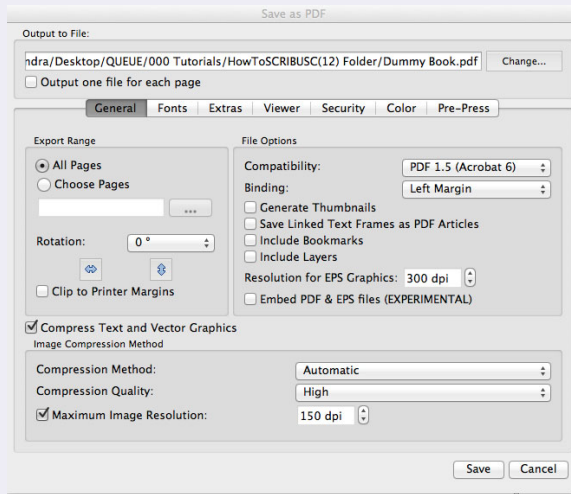 Save as PDF
Output to File:
ndra/Desktop/QUEUE/000 Tutorials/HowToSCRIBUSC(12) Folder/Dummy Book.pdf Change...
Output one file for each page
General Fonts Extras Viewer Security Color Pre-Press
Export Range
All Pages
Choose Pages
...
Rotation: 0 °
Clip to Printer Margins
File Options
Compatibility: PDF 1.5 (Acrobat 6)
Binding: Left Margin
Generate Thumbnails
Save Linked Text Frames as PDF Articles
Include Bookmarks
Include Layers
Resolution for EPS Graphics: 300 dpi
Embed PDF & EPS files (EXPERIMENTAL)
Compress Text and Vector Graphics
Image Compression Method
Compression Method: Automatic
Compression Quality: High
Maximum Image Resolution: 150 dpi
Save Cancel